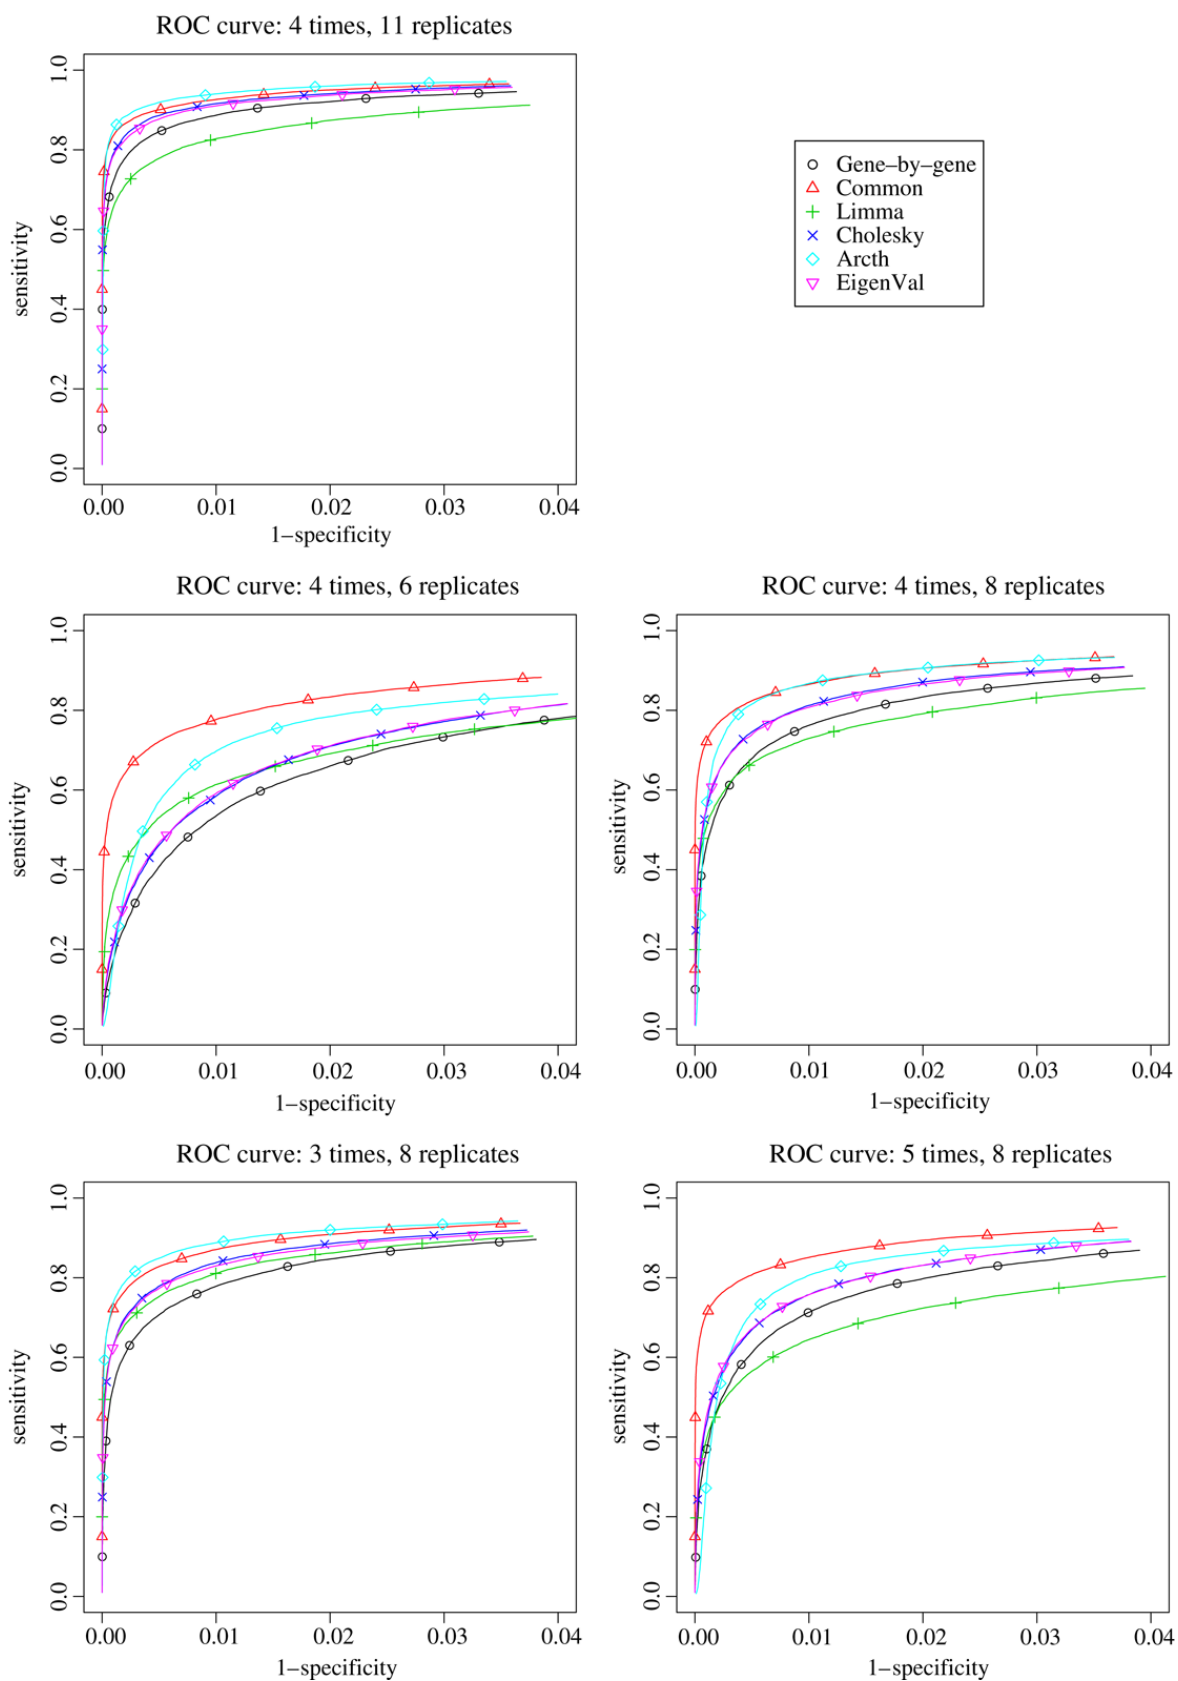 ROC curve: 4 times, 11 replicates
sensitivity
0.0 0.2 0.4 0.6 0.8 1.0
0.00 0.01 0.02 0.03 0.04
1−specificity
Gene−by−gene
Common
Limma
Cholesky
Arcth
EigenVal
ROC curve: 4 times, 6 replicates
sensitivity
0.0 0.2 0.4 0.6 0.8 1.0
0.00 0.01 0.02 0.03 0.04
1−specificity
ROC curve: 4 times, 8 replicates
sensitivity
0.0 0.2 0.4 0.6 0.8 1.0
0.00 0.01 0.02 0.03 0.04
1−specificity
ROC curve: 3 times, 8 replicates
sensitivity
0.0 0.2 0.4 0.6 0.8 1.0
0.00 0.01 0.02 0.03 0.04
1−specificity
ROC curve: 5 times, 8 replicates
sensitivity
0.0 0.2 0.4 0.6 0.8 1.0
0.00 0.01 0.02 0.03 0.04
1−specificity